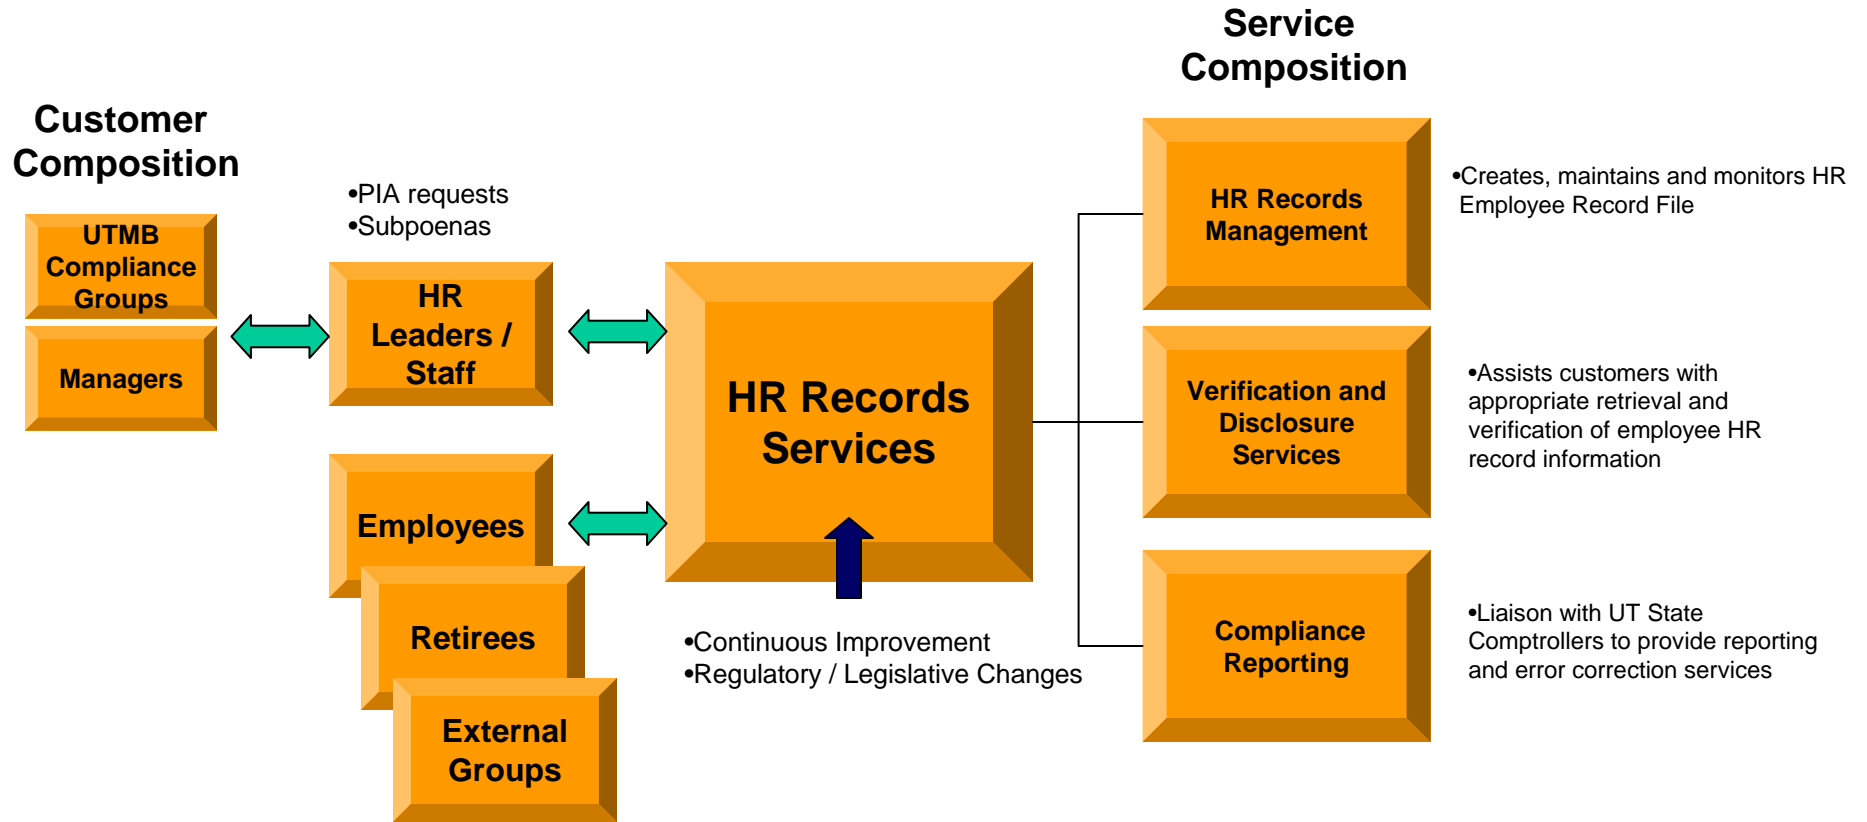 Service
Composition
Customer
Composition
UTMB
Compliance
Groups
Managers
•PIA requests
•Subpoenas
HR
Leaders /
Staff
Employees
Retirees
External
Groups
HR Records
Services
•Continuous Improvement
•Regulatory / Legislative Changes
HR Records
Management
•Creates, maintains and monitors HR
Employee Record File
Verification and
Disclosure
Services
•Assists customers with
appropriate retrieval and
verification of employee HR
record information
Compliance
Reporting
•Liaison with UT State
Comptrollers to provide reporting
and error correction services